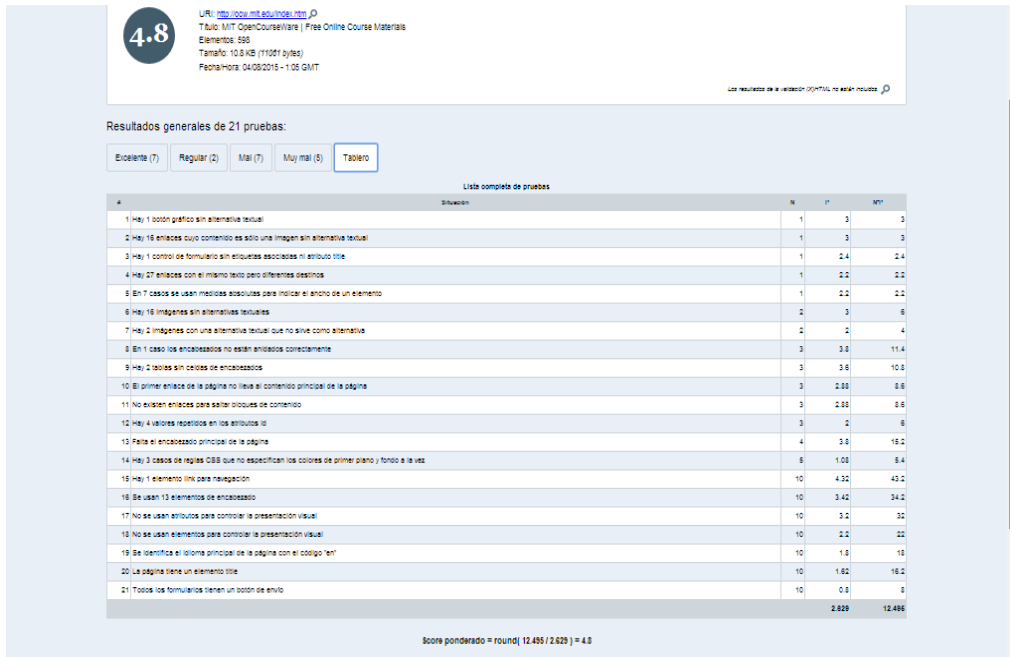 4.8
URI: http://ocw.mit.edu/index.htm
Título: MIT OpenCourseWare | Free Online Course Materials
Elementos: 598
Tamaño: 10.8 KB (11061 bytes)
Fecha/Hora: 04/08/2015 - 1:05 GMT
Los resultados de la validación (X)HTML no están incluidos.
Resultados generales de 21 pruebas:
Excelente (7) Regular (2) Mal (7) Muy mal (5) Tablero
Lista completa de pruebas
# Situación N I* N*I*
1 Hay 1 botón gráfico sin alternativa textual 1 3 3
2 Hay 16 enlaces cuyo contenido es sólo una imagen sin alternativa textual 1 3 3
3 Hay 1 control de formulario sin etiquetas asociadas ni atributo title 1 2.4 2.4
4 Hay 27 enlaces con el mismo texto pero diferentes destinos 1 2.2 2.2
5 En 7 casos se usan medidas absolutas para indicar el ancho de un elemento 1 2.2 2.2
6 Hay 16 imágenes sin alternativas textuales 2 3 6
7 Hay 2 imágenes con una alternativa textual que no sirve como alternativa 2 2 4
8 En 1 caso los encabezados no están anidados correctamente 3 3.8 11.4
9 Hay 2 tablas sin celdas de encabezados 3 3.6 10.8
10 El primer enlace de la página no lleva al contenido principal de la página 3 2.88 8.6
11 No existen enlaces para saltar bloques de contenido 3 2.88 8.6
12 Hay 4 valores repetidos en los atributos id 3 2 6
13 Falta el encabezado principal de la página 4 3.8 15.2
14 Hay 3 casos de reglas CSS que no especifican los colores de primer plano y fondo a la vez 5 1.08 5.4
15 Hay 1 elemento link para navegación 10 4.32 43.2
16 Se usan 13 elementos de encabezado 10 3.42 34.2
17 No se usan atributos para controlar la presentación visual 10 3.2 32
18 No se usan elementos para controlar la presentación visual 10 2.2 22
19 Se identifica el idioma principal de la página con el código "en" 10 1.8 18
20 La página tiene un elemento title 10 1.62 16.2
21 Todos los formularios tienen un botón de envío 10 0.8 8
2.629 12.495
Score ponderado = round( 12.495 / 2.629 ) = 4.8